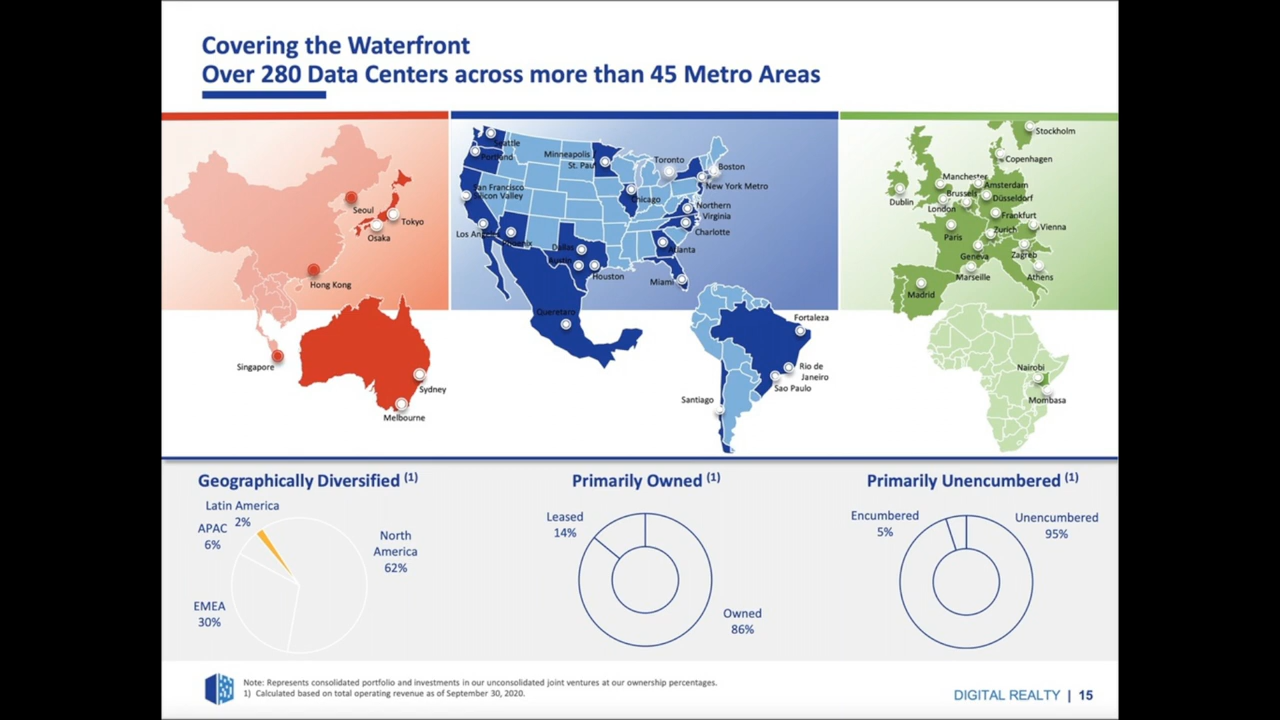 Covering the Waterfront
Over 280 Data Centers across more than 45 Metro Areas
Seoul
Tokyo
Osaka
Hong Kong
Singapore
Sydney
Melbourne
Seattle
Portland
Minneapolis
St. Paul
Toronto
Boston
New York Metro
San Francisco
Silicon Valley
Chicago
Northern
Virginia
Charlotte
Los Angeles
Phoenix
Dallas
Atlanta
Austin
Houston
Miami
Queretaro
Fortaleza
Rio de
Janeiro
Sao Paulo
Santiago
Stockholm
Copenhagen
Manchester
Amsterdam
Brussels
Düsseldorf
Dublin
London
Frankfurt
Paris
Zurich
Vienna
Geneva
Zagreb
Marseille
Athens
Madrid
Nairobi
Mombasa
Geographically Diversified (1)
Latin America
2%
APAC
6%
North
America
62%
EMEA
30%
Primarily Owned (1)
Leased
14%
Owned
86%
Primarily Unencumbered (1)
Encumbered
5%
Unencumbered
95%
Note: Represents consolidated portfolio and investments in our unconsolidated joint ventures at our ownership percentages.
1) Calculated based on total operating revenue as of September 30, 2020.
DIGITAL REALTY | 15